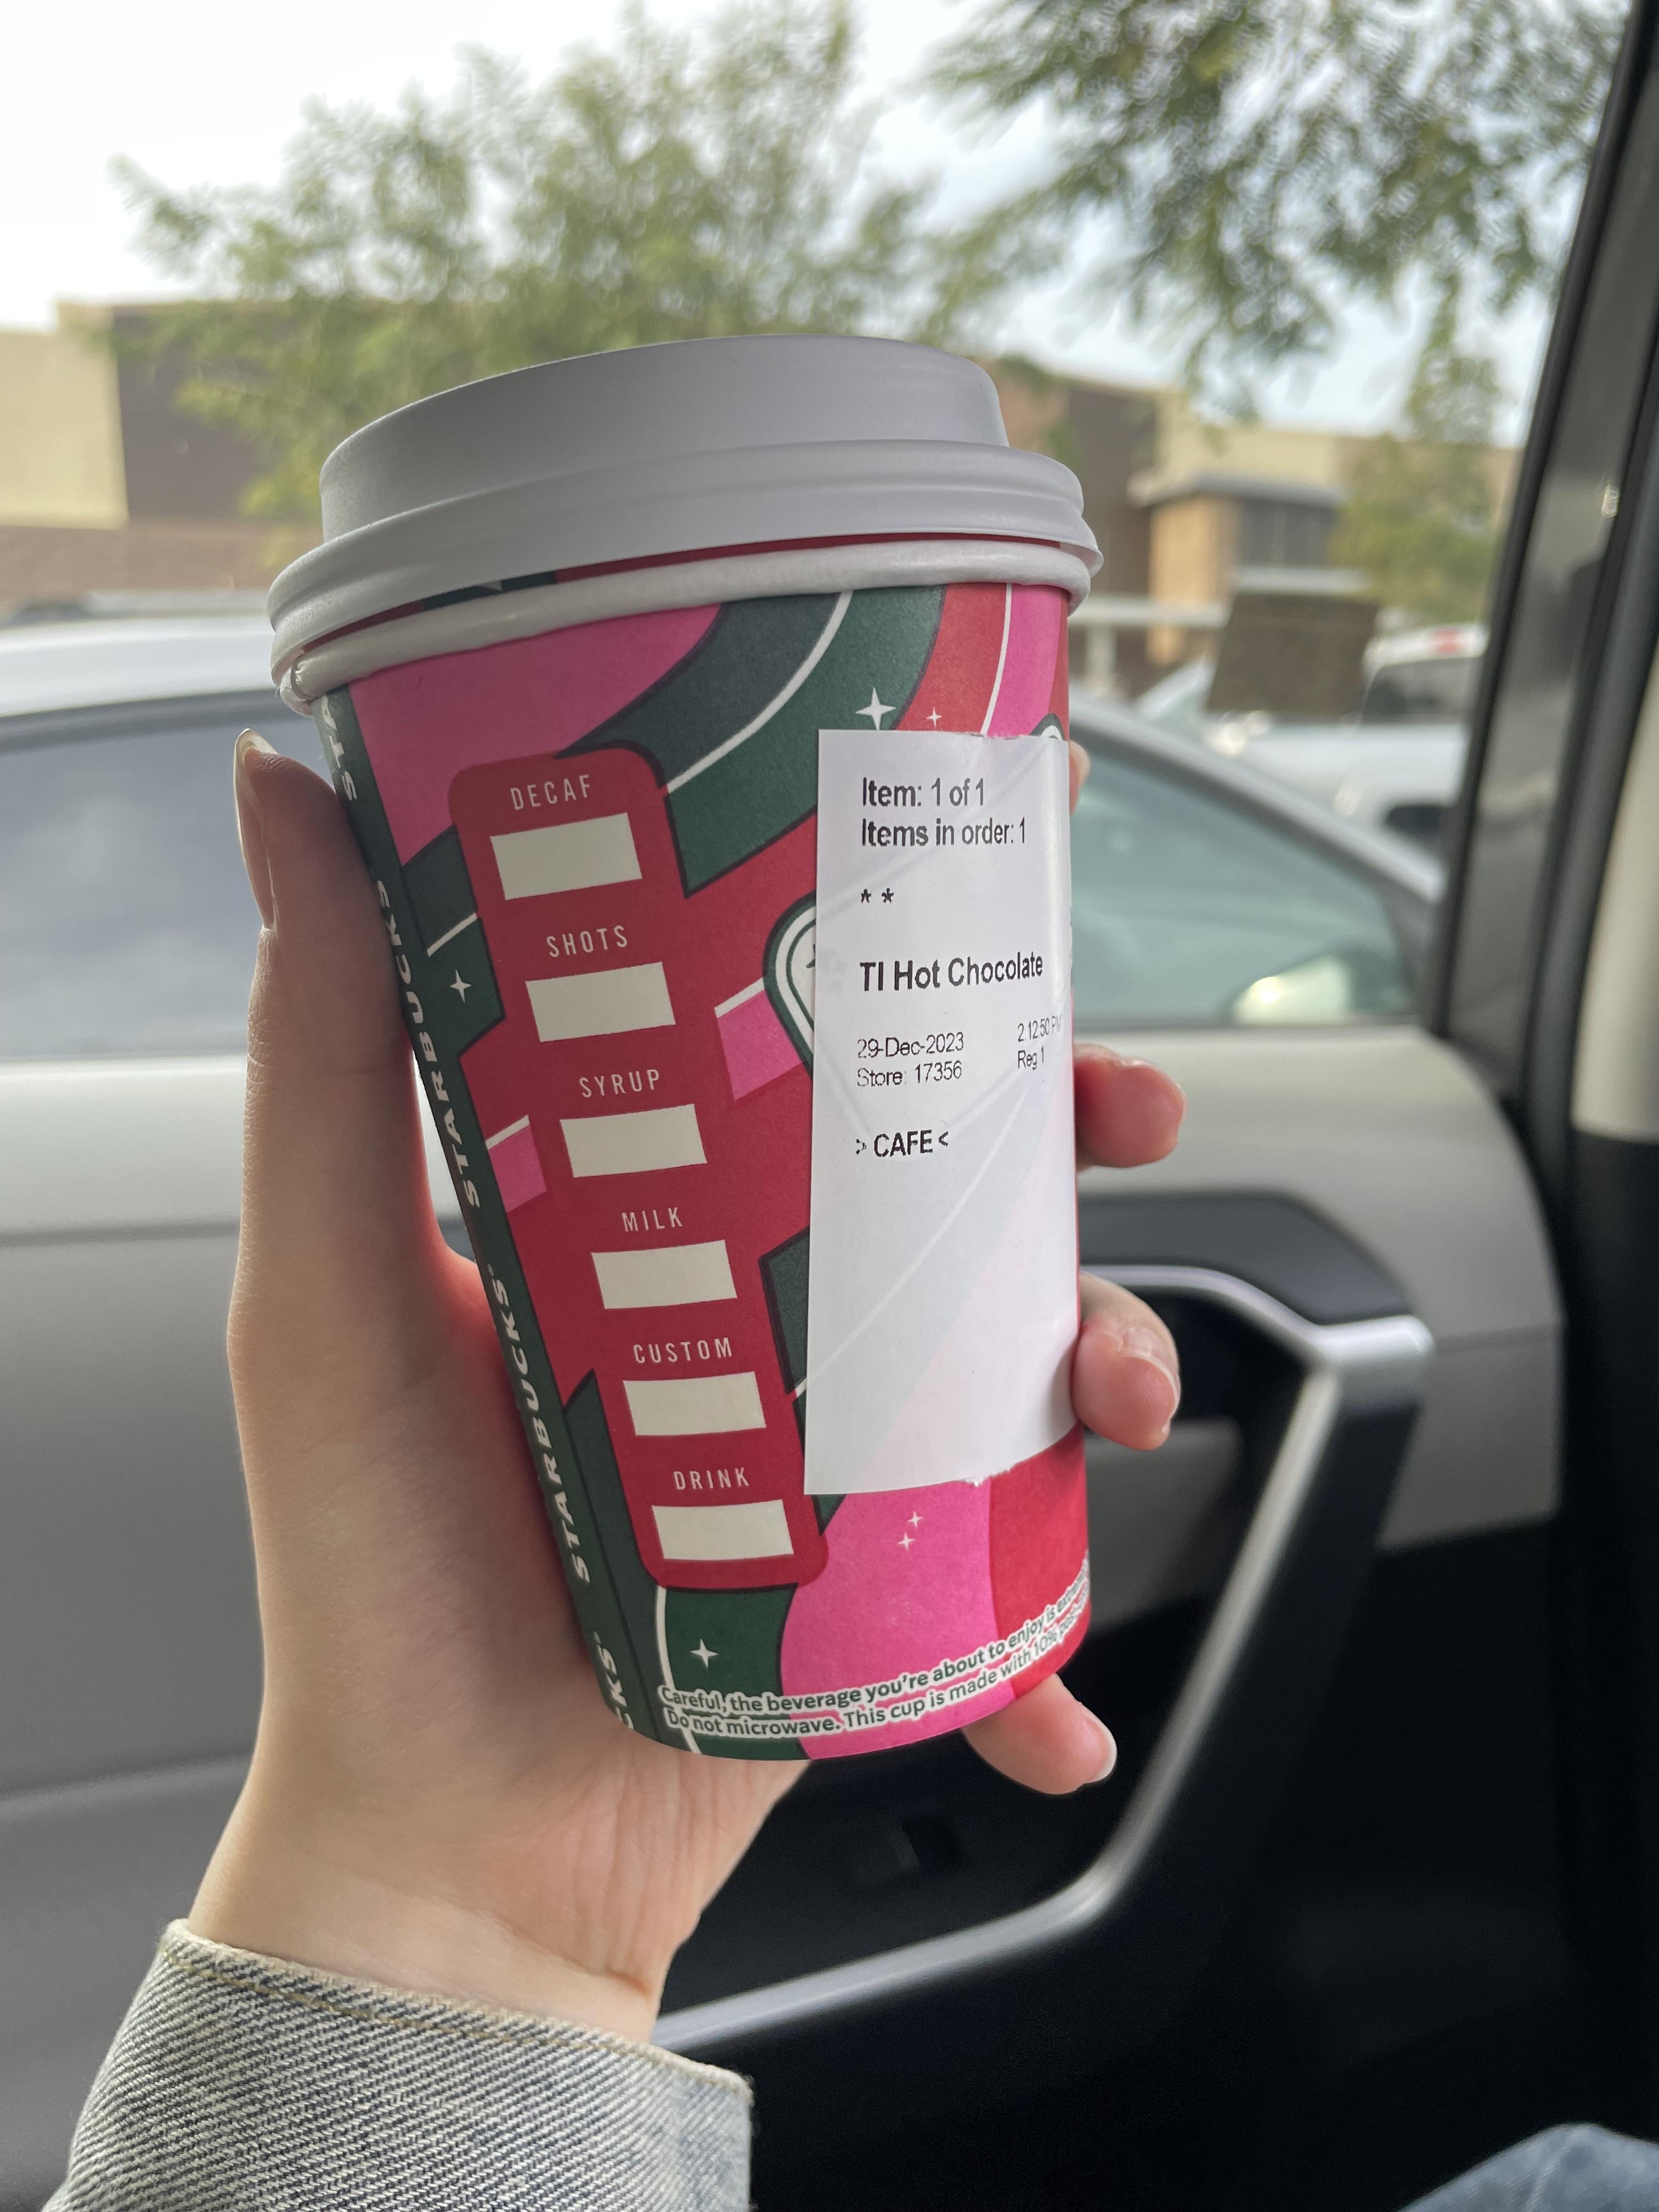 DECAF
SHOTS
SYRUP
MILK
CUSTOM
DRINK
STARBUCKS STARBUCKS STARBUCKS
Item: 1 of 1
Items in order: 1
* *
TI Hot Chocolate
29-Dec-2023 2:12:50 PM
Store: 17356 Reg 1
> CAFE <
Careful, the beverage you're about to enjoy is
Do not microwave. This cup is made with 10%